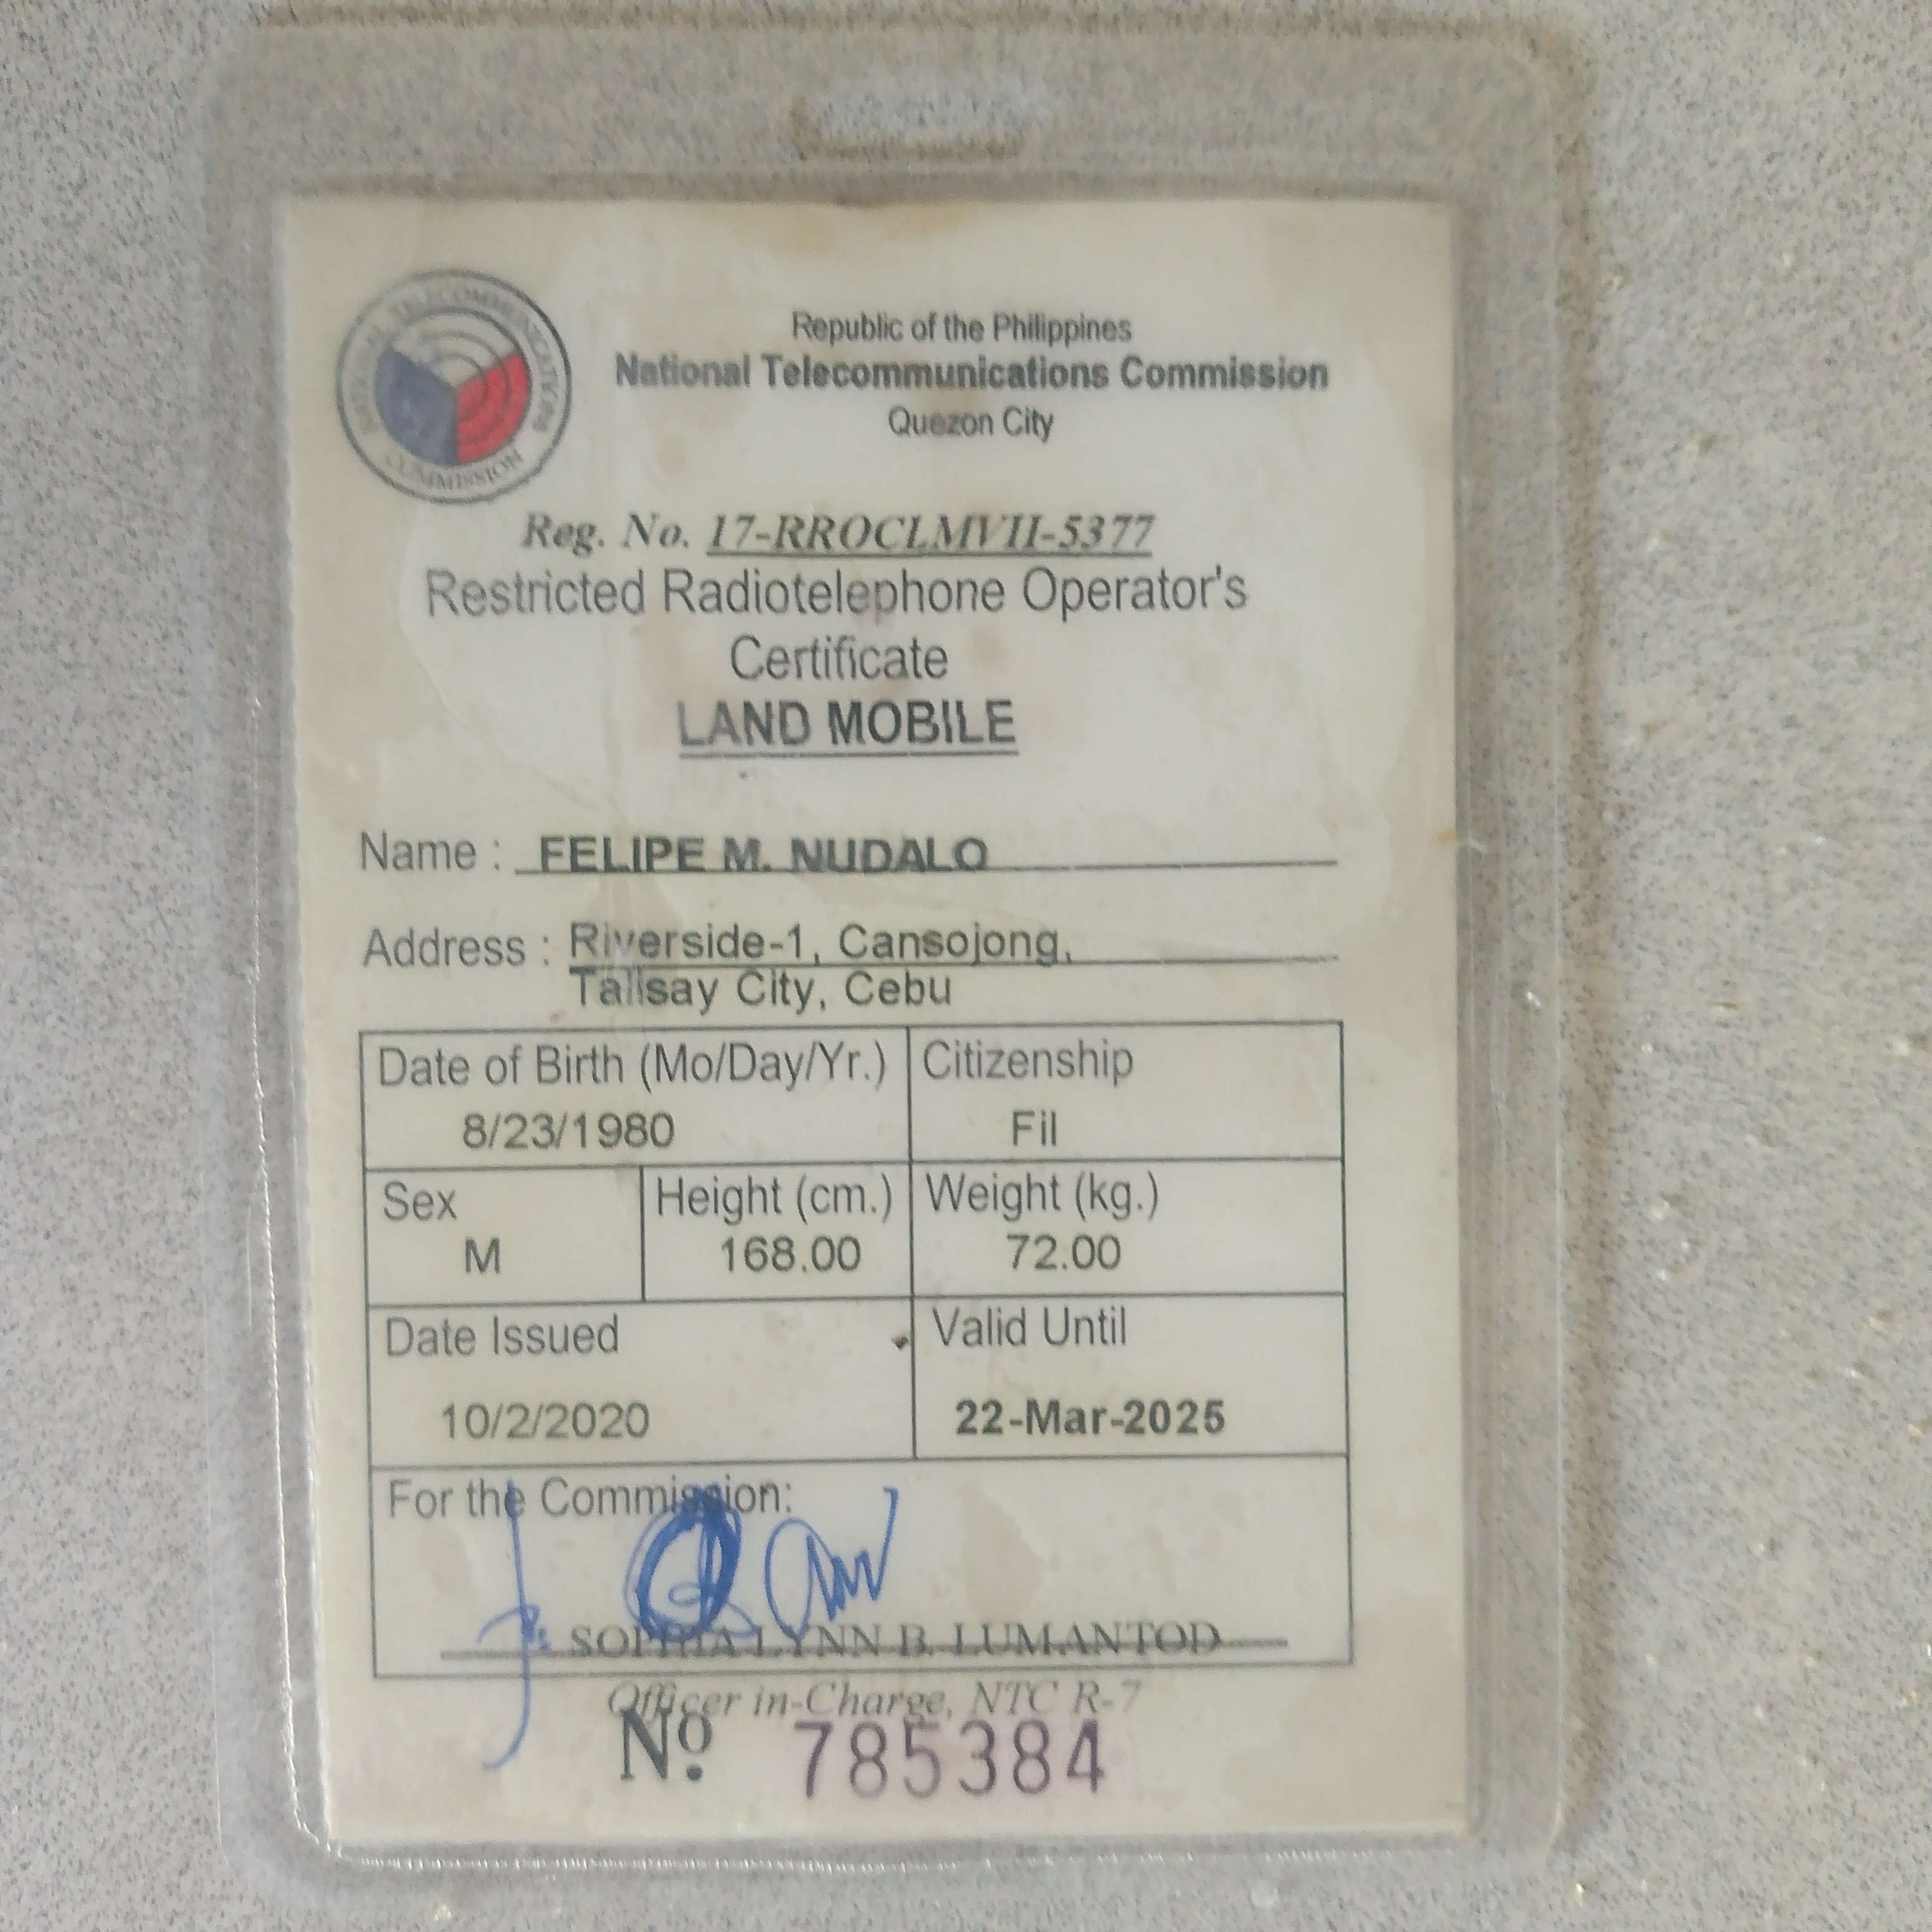 NATIONAL TELECOMMUNICATIONS COMMISSION
Republic of the Philippines
National Telecommunications Commission
Quezon City
Reg. No. 17-RROCLMVII-5377
Restricted Radiotelephone Operator's
Certificate
LAND MOBILE
Name : FELIPE M. NUDALO
Address : Riverside-1, Cansojong,
Talisay City, Cebu
Date of Birth (Mo/Day/Yr.) Citizenship
8/23/1980 Fil
Sex Height (cm.) Weight (kg.)
M 168.00 72.00
Date Issued Valid Until
10/2/2020 22-Mar-2025
For the Commission:
SOPHIA LYNN B. LUMANTOD
Officer in-Charge, NTC R-7
Nº. 785384